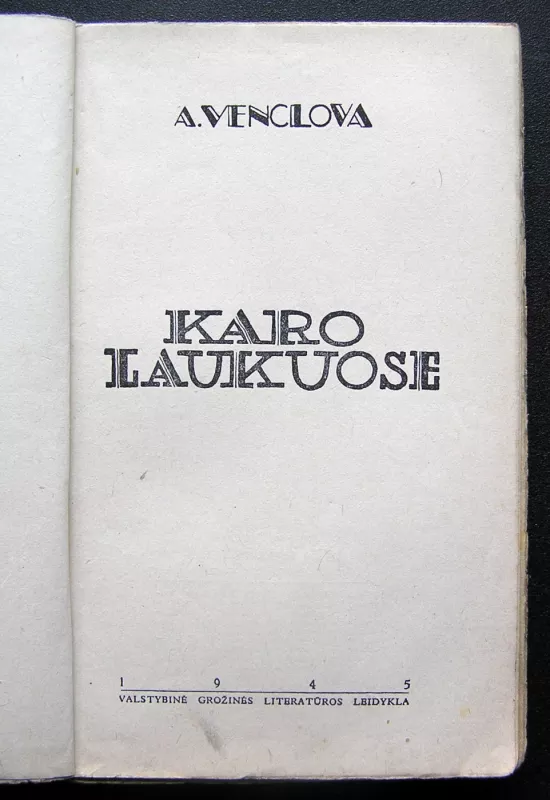 A. VENCLOVA
KARO
LAUKUOSE
1 9 4 5
VALSTYBINĖ GROŽINĖS LITERATŪROS LEIDYKLA